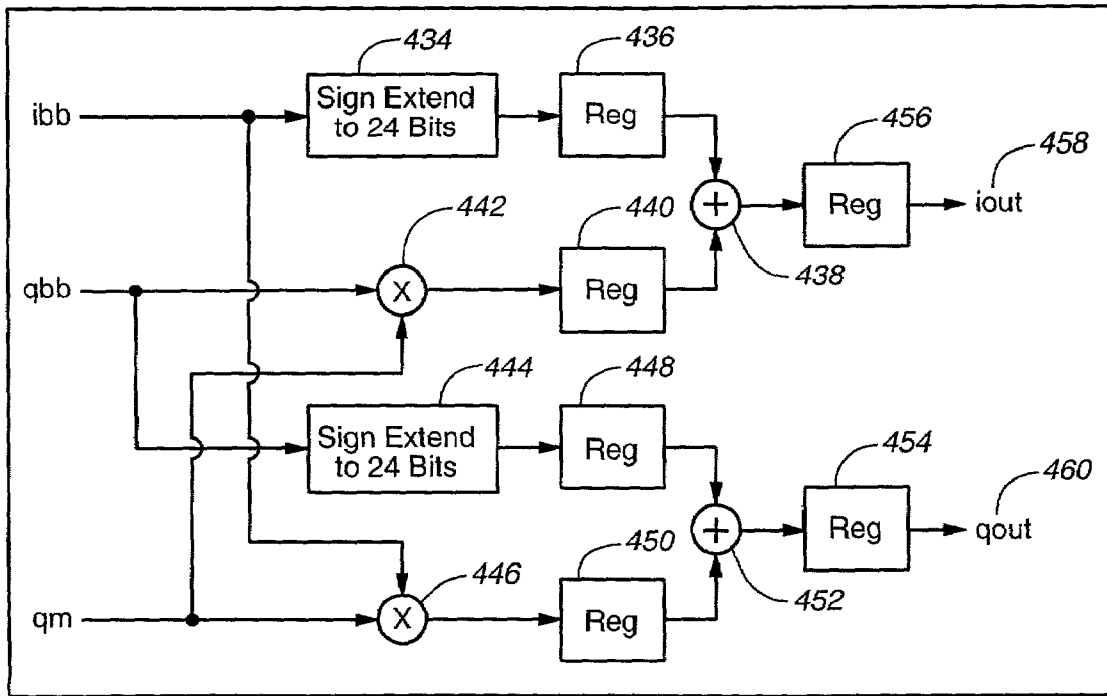 434
436
ibb
Sign Extend
to 24 Bits
Reg
456
458
Reg
iout
442
440
438
qbb
X
Reg
444
448
Sign Extend
to 24 Bits
Reg
454
460
Reg
qout
446
450
452
qm
X
Reg